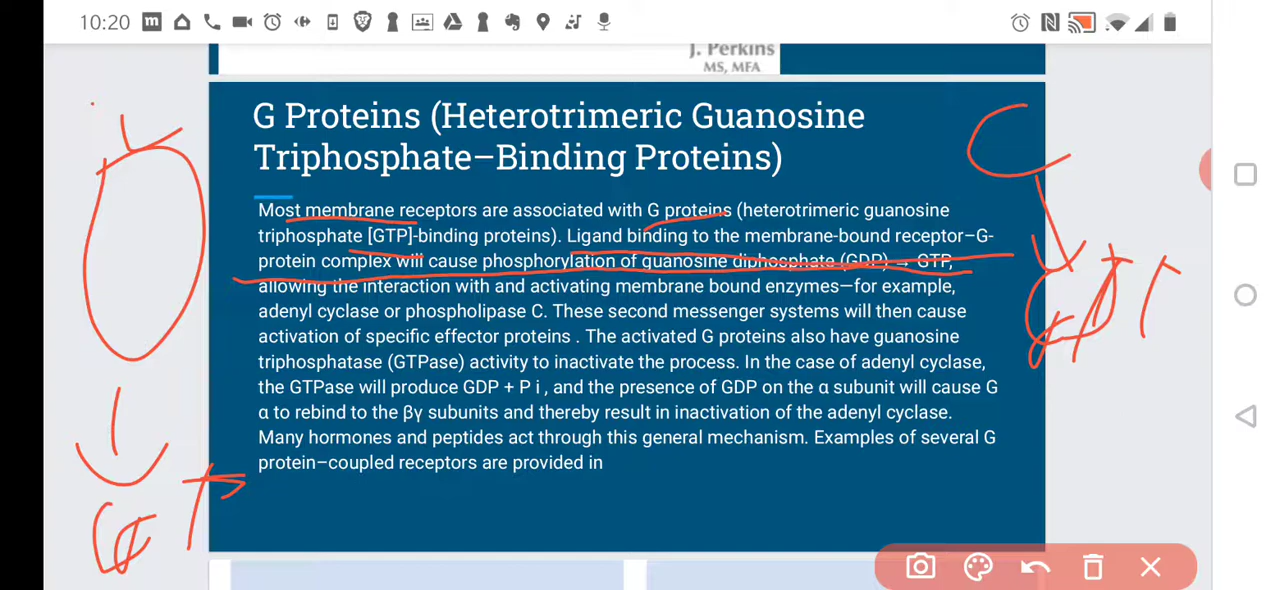 10:20
J. Perkins
MS, MFA
G Proteins (Heterotrimeric Guanosine
Triphosphate–Binding Proteins)
Most membrane receptors are associated with G proteins (heterotrimeric guanosine
triphosphate [GTP]-binding proteins). Ligand binding to the membrane-bound receptor–G-
protein complex will cause phosphorylation of guanosine diphosphate (GDP) → GTP,
allowing the interaction with and activating membrane bound enzymes—for example,
adenyl cyclase or phospholipase C. These second messenger systems will then cause
activation of specific effector proteins . The activated G proteins also have guanosine
triphosphatase (GTPase) activity to inactivate the process. In the case of adenyl cyclase,
the GTPase will produce GDP + P i , and the presence of GDP on the α subunit will cause G
α to rebind to the βγ subunits and thereby result in inactivation of the adenyl cyclase.
Many hormones and peptides act through this general mechanism. Examples of several G
protein–coupled receptors are provided in